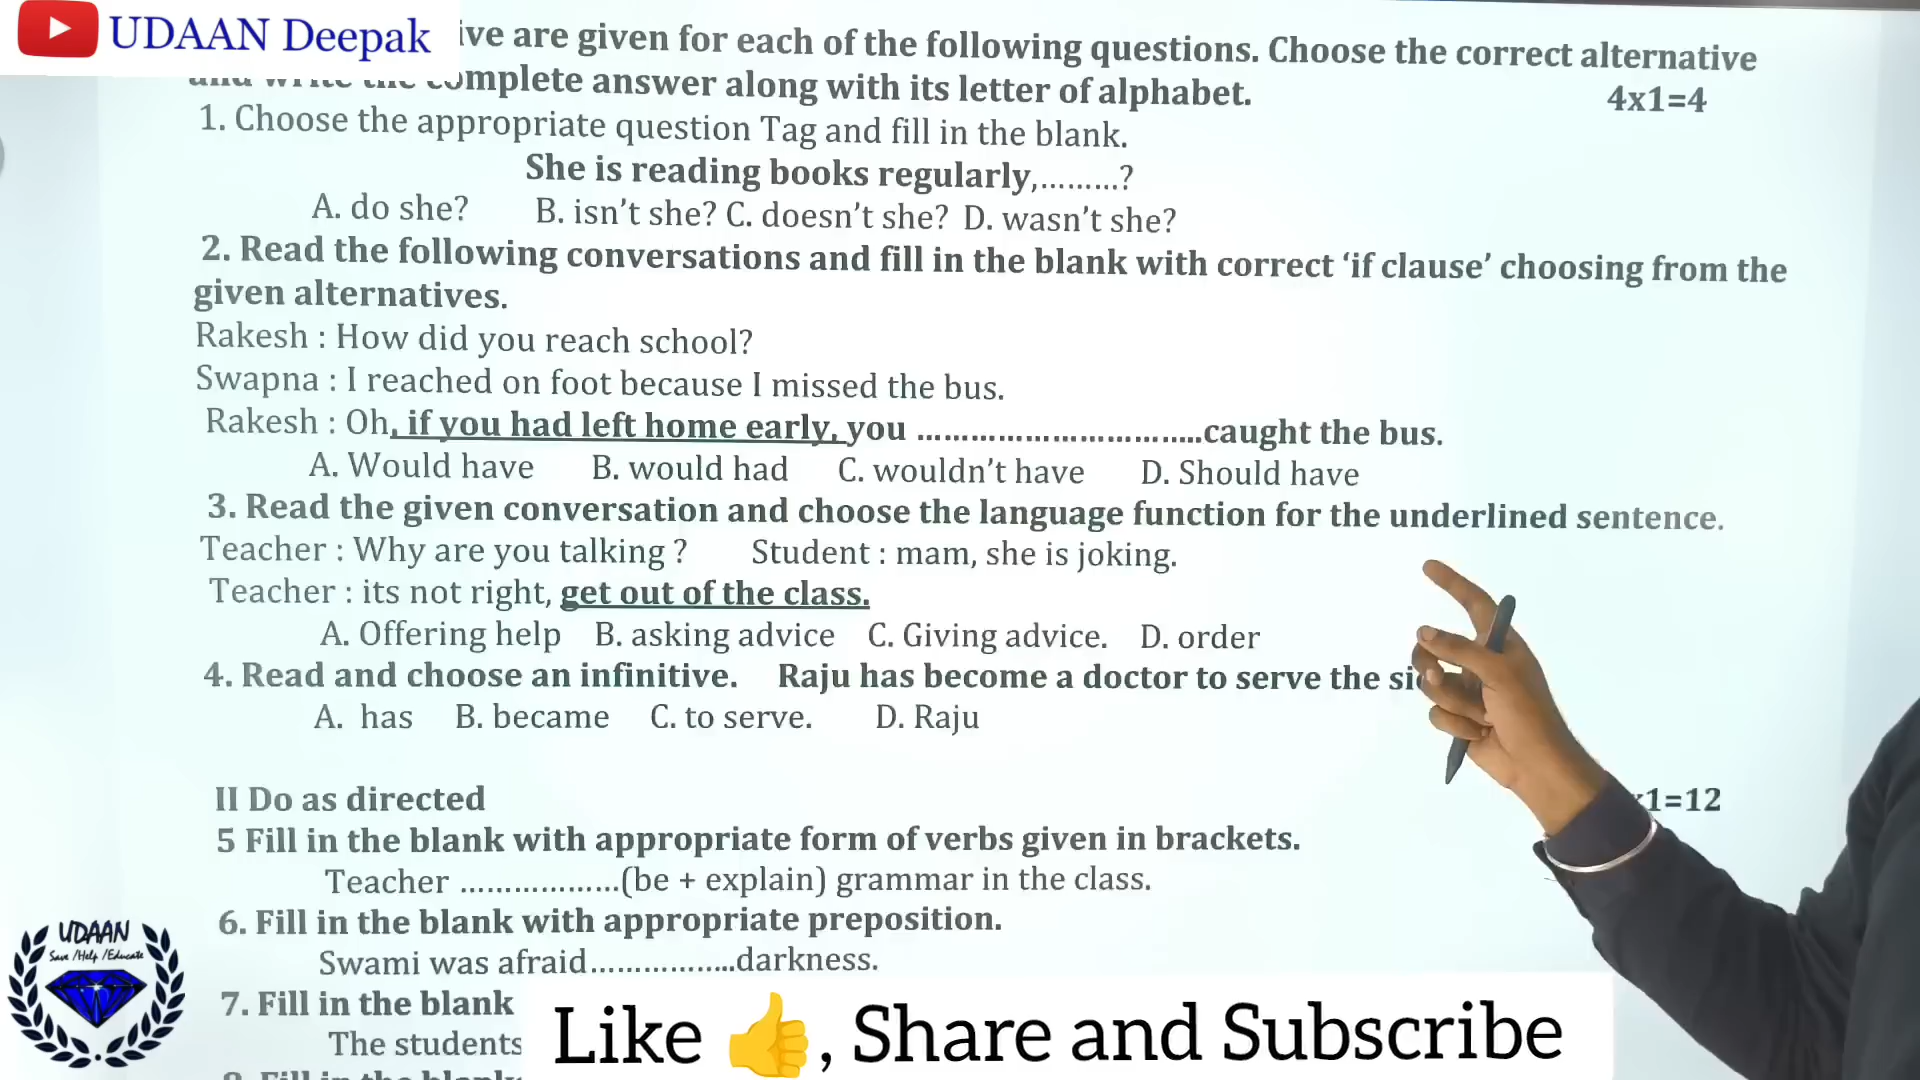 UDAAN Deepak
ive are given for each of the following questions. Choose the correct alternative
and write the complete answer along with its letter of alphabet. 4x1=4
1. Choose the appropriate question Tag and fill in the blank.
She is reading books regularly,.........?
A. do she? B. isn't she? C. doesn't she? D. wasn't she?
2. Read the following conversations and fill in the blank with correct 'if clause' choosing from the
given alternatives.
Rakesh : How did you reach school?
Swapna : I reached on foot because I missed the bus.
Rakesh : Oh, if you had left home early, you ................................caught the bus.
A. Would have B. would had C. wouldn't have D. Should have
3. Read the given conversation and choose the language function for the underlined sentence.
Teacher : Why are you talking ? Student : mam, she is joking.
Teacher : its not right, get out of the class.
A. Offering help B. asking advice C. Giving advice. D. order
4. Read and choose an infinitive. Raju has become a doctor to serve the
A. has B. became C. to serve. D. Raju
II Do as directed x1=12
5 Fill in the blank with appropriate form of verbs given in brackets.
Teacher ..................(be + explain) grammar in the class.
6. Fill in the blank with appropriate preposition.
Swami was afraid................darkness.
7. Fill in the blank
The students
8. Fill in the blank
UDAAN
Save /Help /Educate
Like 👍, Share and Subscribe